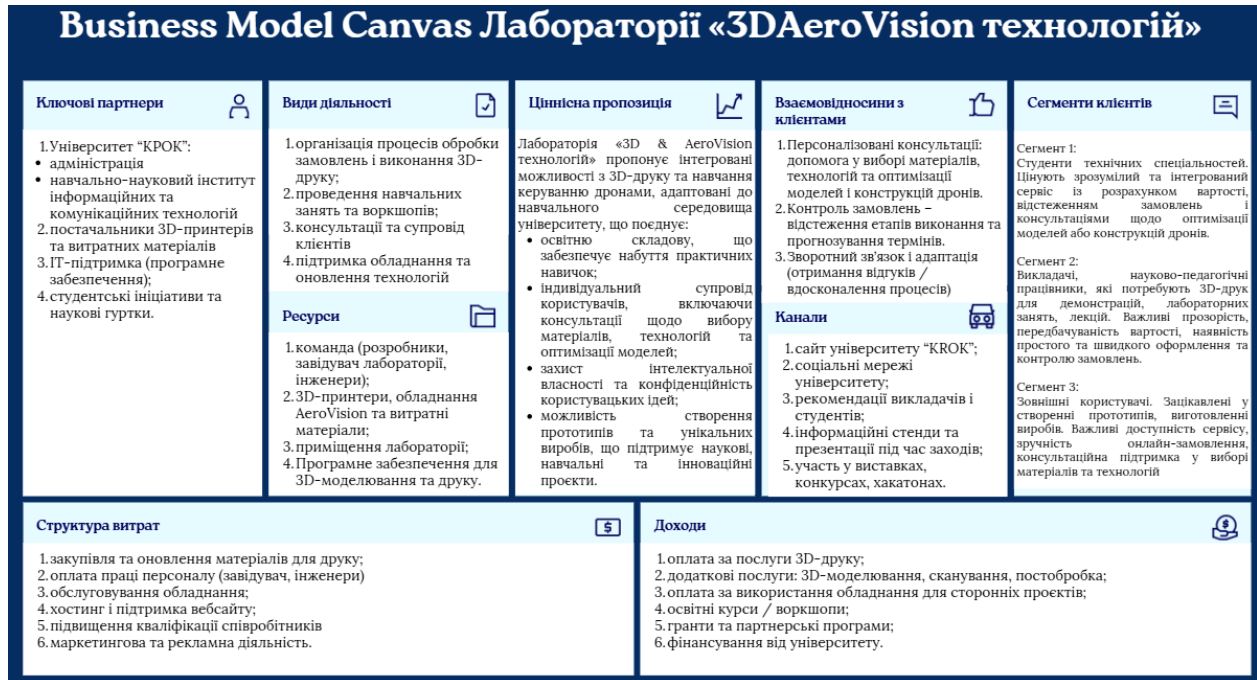 Business Model Canvas Лабораторії «3DAeroVision технологій»
Ключові партнери
1.Університет “КРОК”:
• адміністрація
• навчально-науковий інститут
інформаційних та
комунікаційних технологій
2.постачальники 3D-принтерів
та витратних матеріалів
3.ІТ-підтримка (програмне
забезпечення);
4.студентські ініціативи та
наукові гуртки.
Види діяльності
1.організація процесів обробки
замовлень і виконання 3D-
друку;
2.проведення навчальних
занять та воркшопів;
3.консультації та супровід
клієнтів
4.підтримка обладнання та
оновлення технологій
Ресурси
1.команда (розробники,
завідувач лабораторії,
інженери);
2.3D-принтери, обладнання
AeroVision та витратні
матеріали;
3.приміщення лабораторії;
4.Програмне забезпечення для
3D-моделювання та друку.
Ціннісна пропозиція
Лабораторія «3D & AeroVision
технологій» пропонує інтегровані
можливості з 3D-друку та навчання
керуванню дронами, адаптовані до
навчального середовища
університету, що поєднує:
• освітню складову, що
забезпечує набуття практичних
навичок;
• індивідуальний супровід
користувачів, включаючи
консультації щодо вибору
матеріалів, технологій та
оптимізації моделей;
• захист інтелектуальної
власності та конфіденційність
користувацьких ідей;
• можливість створення
прототипів та унікальних
виробів, що підтримує наукові,
навчальні та інноваційні
проєкти.
Взаємовідносини з
клієнтами
1.Персоналізовані консультації:
допомога у виборі матеріалів,
технологій та оптимізації
моделей і конструкцій дронів.
2.Контроль замовлень –
відстеження етапів виконання та
прогнозування термінів.
3.Зворотний зв’язок і адаптація
(отримання відгуків /
вдосконалення процесів)
Канали
1.сайт університету “KROK”;
2.соціальні мережі
університету;
3.рекомендації викладачів і
студентів;
4.інформаційні стенди та
презентації під час заходів;
5.участь у виставках,
конкурсах, хакатонах.
Сегменти клієнтів
Сегмент 1:
Студенти технічних спеціальностей.
Цінують зрозумілий та інтегрований
сервіс із розрахунком вартості,
відстеженням замовлень і
консультаціями щодо оптимізації
моделей або конструкцій дронів.
Сегмент 2:
Викладачі, науково-педагогічні
працівники, які потребують 3D-друк
для демонстрацій, лабораторних
занять, лекцій. Важливі прозорість,
передбачуваність вартості, наявність
простого та швидкого оформлення та
контролю замовлень.
Сегмент 3:
Зовнішні користувачі. Зацікавлені у
створенні прототипів, виготовленні
виробів. Важливі доступність сервісу,
зручність онлайн-замовлення,
консультаційна підтримка у виборі
матеріалів та технологій
Структура витрат
1.закупівля та оновлення матеріалів для друку;
2.оплата праці персоналу (завідувач, інженери)
3.обслуговування обладнання;
4.хостинг і підтримка вебсайту;
5.підвищення кваліфікації співробітників
6.маркетингова та рекламна діяльність.
Доходи
1.оплата за послуги 3D-друку;
2.додаткові послуги: 3D-моделювання, сканування, постобробка;
3.оплата за використання обладнання для сторонніх проєктів;
4.освітні курси / воркшопи;
5.гранти та партнерські програми;
6.фінансування від університету.